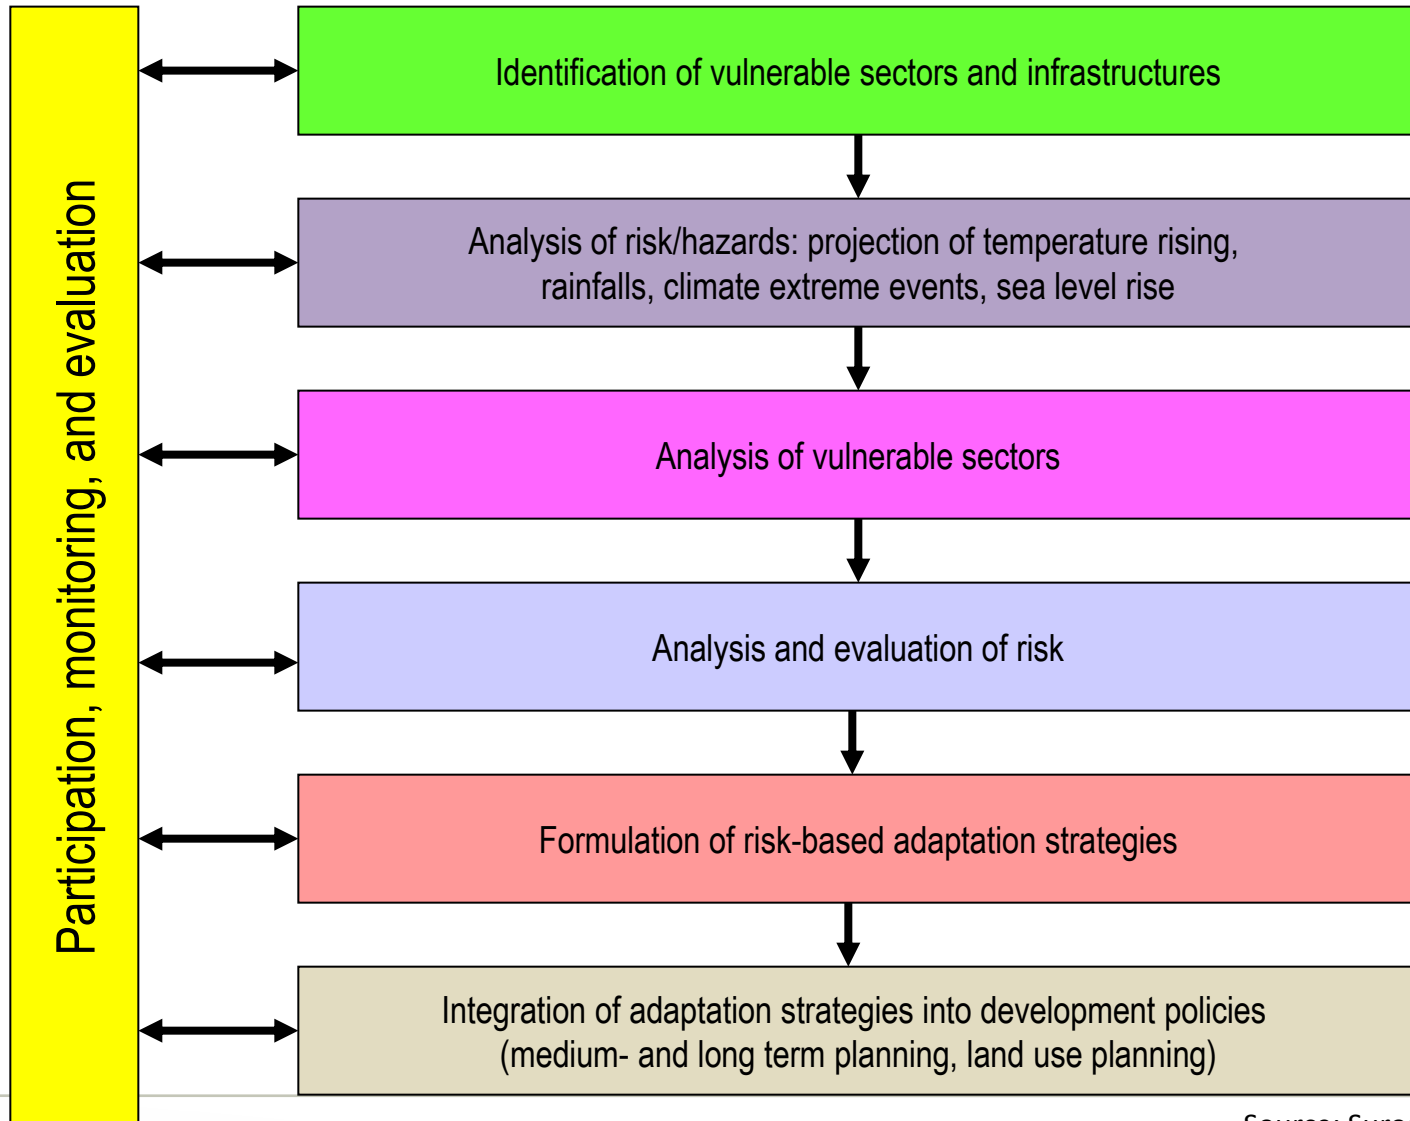 Participation, monitoring, and evaluation
Identification of vulnerable sectors and infrastructures
Analysis of risk/hazards: projection of temperature rising,
rainfalls, climate extreme events, sea level rise
Analysis of vulnerable sectors
Analysis and evaluation of risk
Formulation of risk-based adaptation strategies
Integration of adaptation strategies into development policies
(medium- and long term planning, land use planning)
Source: